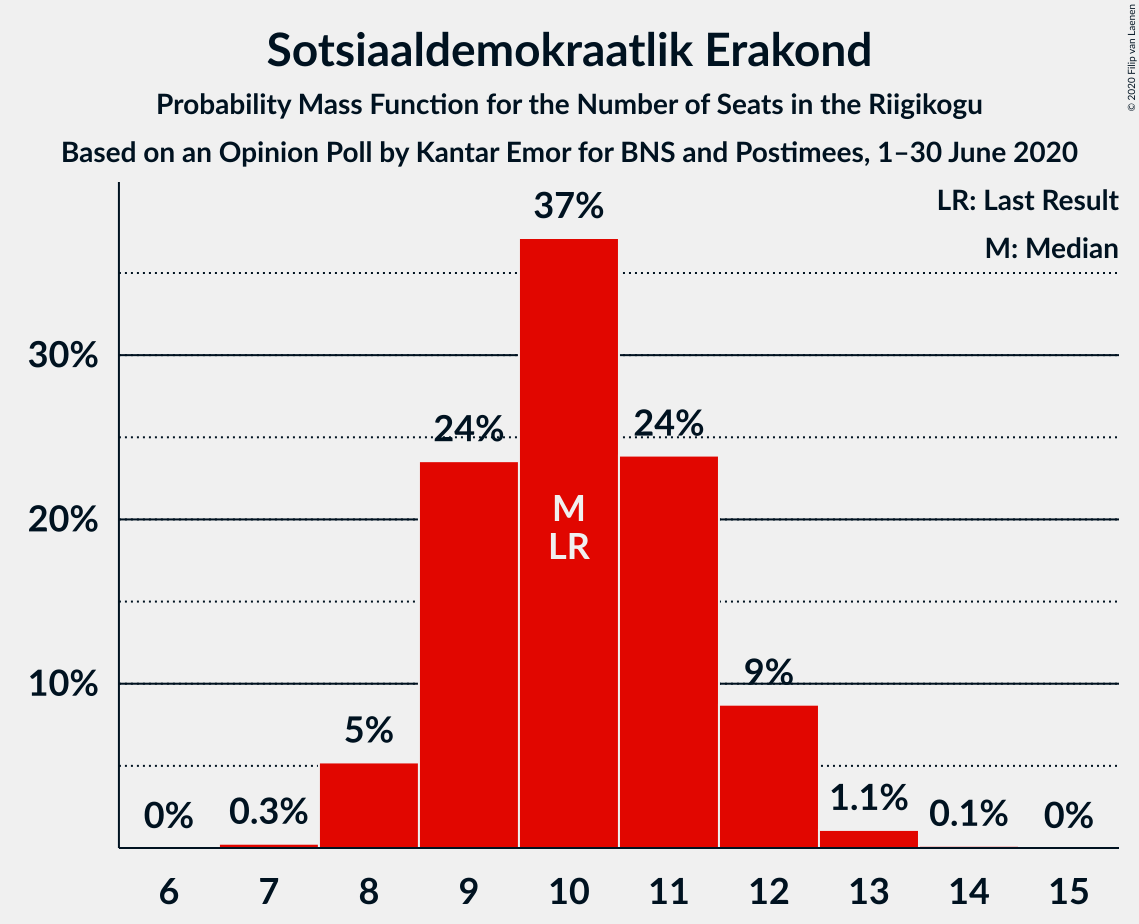 Sotsiaaldemokraatlik Erakond
Probability Mass Function for the Number of Seats in the Riigikogu
Based on an Opinion Poll by Kantar Emor for BNS and Postimees, 1–30 June 2020
© 2020 Filip van Laenen
LR: Last Result
M: Median
37%
30%
24%
24%
20%
M
LR
10%
9%
5%
0%
0.3%
1.1%
0.1%
0%
6 7 8 9 10 11 12 13 14 15